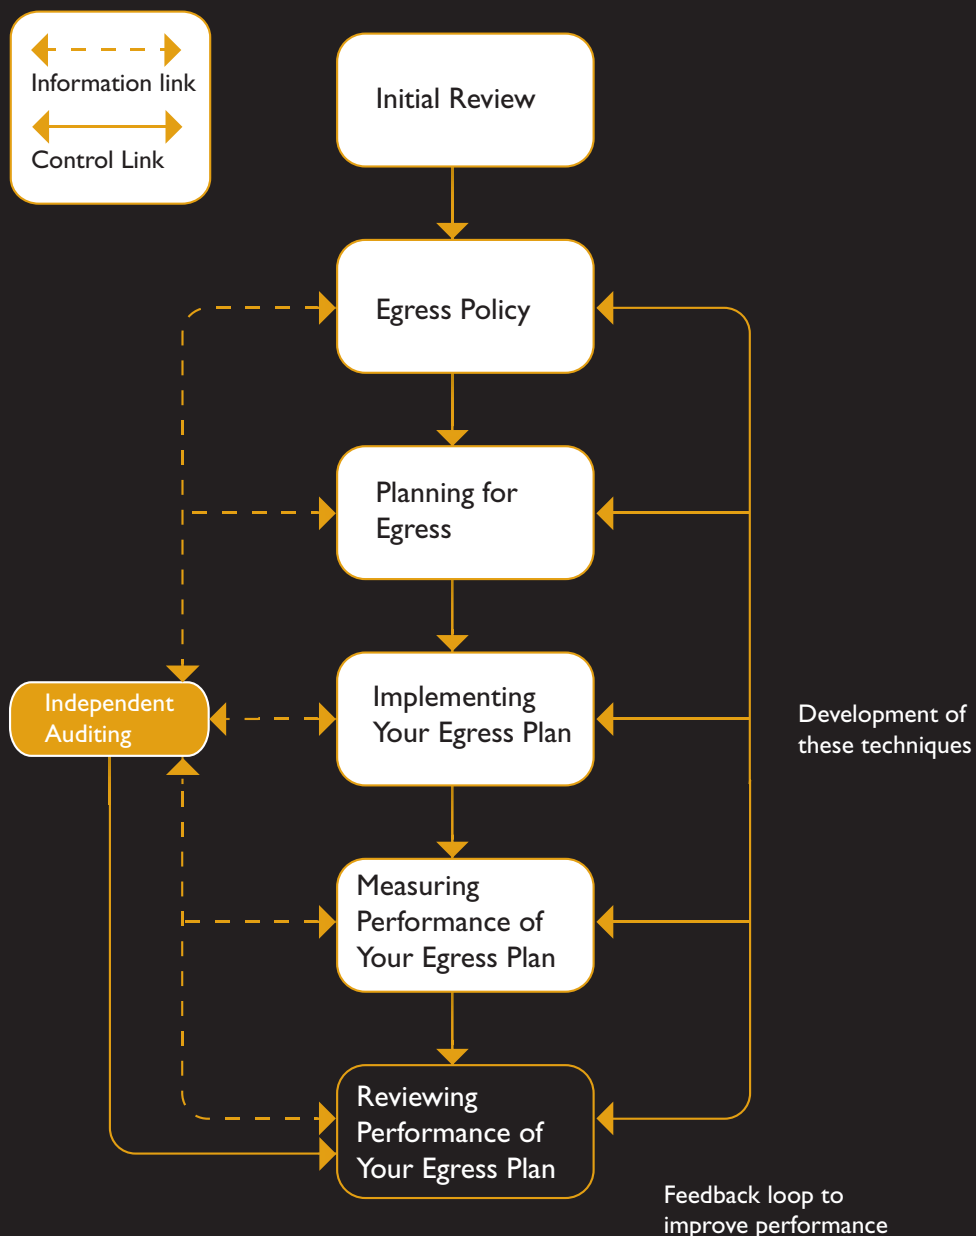 Information link
Control Link
Initial Review
Egress Policy
Planning for
Egress
Implementing
Your Egress Plan
Independent
Auditing
Development of
these techniques
Measuring
Performance of
Your Egress Plan
Reviewing
Performance of
Your Egress Plan
Feedback loop to
improve performance